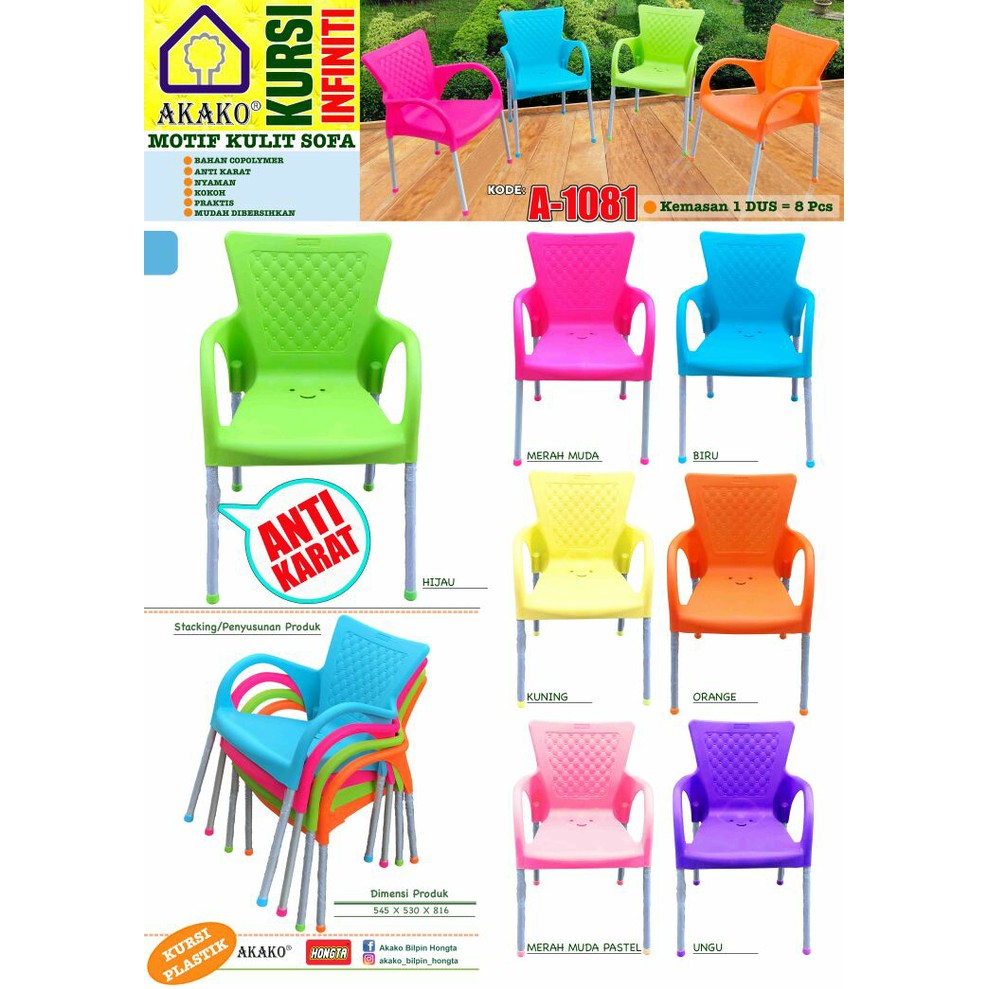 AKAKO®
KURSI
INFINITI
MOTIF KULIT SOFA
BAHAN COPOLYMER
ANTI KARAT
NYAMAN
KOKOH
PRAKTIS
MUDAH DIBERSIHKAN
KODE: A-1081
Kemasan 1 DUS = 8 Pcs
ANTI
KARAT
HIJAU
MERAH MUDA
BIRU
KUNING
ORANGE
MERAH MUDA PASTEL
UNGU
Stacking/Penyusunan Produk
Dimensi Produk
545 X 530 X 816
KURSI
PLASTIK
AKAKO®
HONGTA
Akako Bilpin Hongta
akako_bilpin_hongta